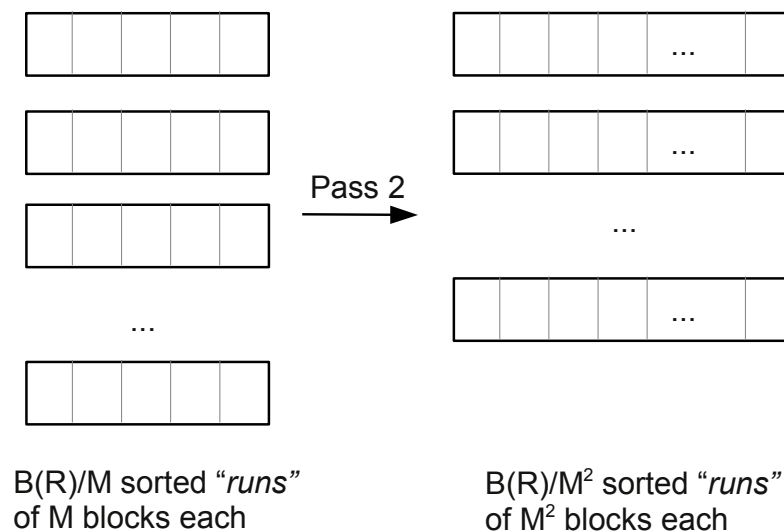 ...
...
Pass 2
...
...
...
B(R)/M sorted “runs”
of M blocks each
B(R)/M² sorted “runs”
of M² blocks each